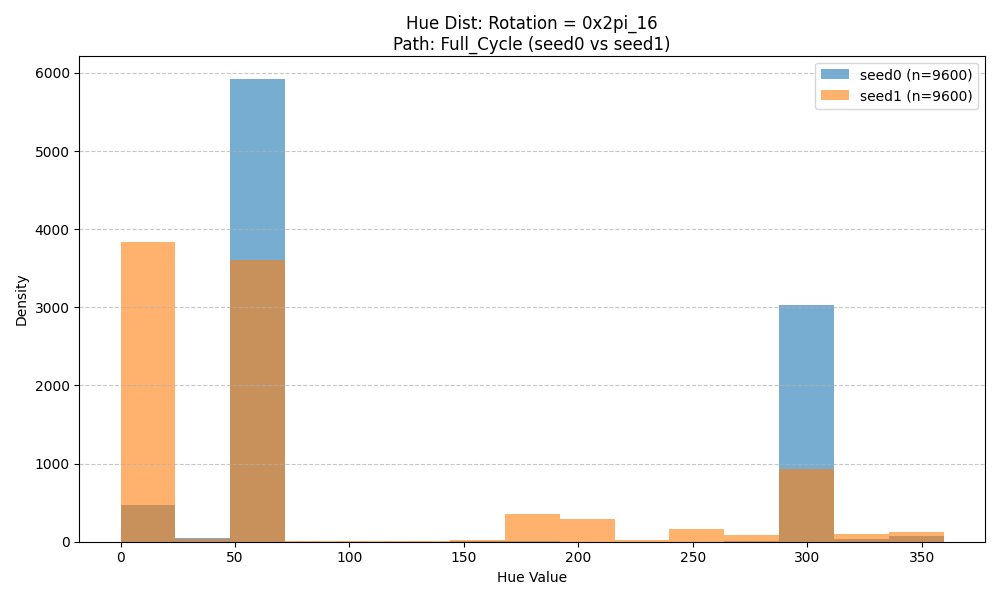 Hue Dist: Rotation = 0x2pi_16
Path: Full_Cycle (seed0 vs seed1)
seed0 (n=9600)
seed1 (n=9600)
Density
6000
5000
4000
3000
2000
1000
0
0 50 100 150 200 250 300 350
Hue Value